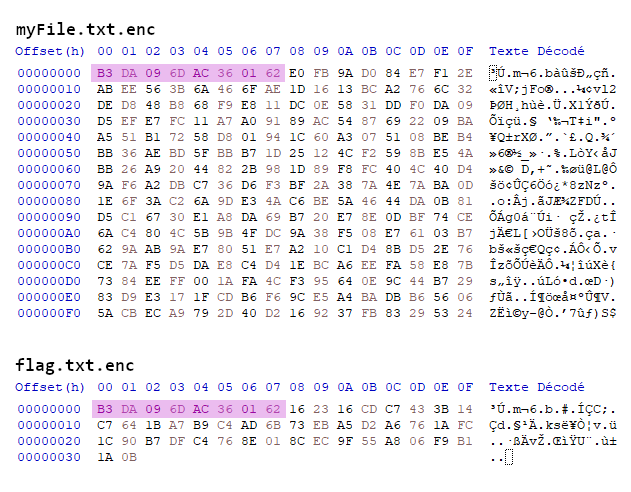 myFile.txt.enc
Offset(h) 00 01 02 03 04 05 06 07 08 09 0A 0B 0C 0D 0E 0F Texte Décodé
00000000 B3 DA 09 6D AC 36 01 62 E0 FB 9A D0 84 E7 F1 2E ³Ú.m¬6.bàûšÐ„çñ.
00000010 AB EE 56 3B 6A 46 6F AE 1D 16 13 BC A2 76 6C 32 «îV;jFo®...¼¢vl2
00000020 DE D8 48 B8 68 F9 E8 11 DC 0E 58 31 DD F0 DA 09 ÞØH¸hùè.Ü.X1ÝðÚ.
00000030 D5 EF E7 FC 11 A7 A0 91 89 AC 54 87 69 22 09 BA Õïçü.§ ‘‰¬T‡i".º
00000040 A5 51 B1 72 58 D8 01 94 1C 60 A3 07 51 08 BE B4 ¥Q±rXØ.”.`£.Q.¾´
00000050 BB 36 AE BD 5F BB B7 1D 25 12 4C F2 59 8B E5 4A »6®½_»·.%.LòY‹åJ
00000060 BB 26 A9 20 44 82 2B 98 1D 89 F8 FC 40 4C 40 D4 »&© D‚+˜.‰øü@L@Ô
00000070 9A F6 A2 DB C7 36 D6 F3 BF 2A 38 7A 4E 7A BA 0D šö¢ÛÇ6Öó¿*8zNzº.
00000080 1E 6F 3A C2 6A 9D E3 4A C6 BE 5A 46 44 DA 0B 81 .o:Âj.ãJÆ¾ZFDÚ..
00000090 D5 C1 67 30 E1 A8 DA 69 B7 20 E7 8E 0D BF 74 CE ÕÁg0á¨Úi· çŽ.¿tÎ
000000A0 6A C4 80 4C 5B 9B 4F DC 9A 38 F5 08 E7 61 03 B7 jÄ€L[›OÜš8õ.ça.·
000000B0 62 9A AB 9A E7 80 51 E7 A2 10 C1 D4 8B D5 2E 76 bš«šç€Qç¢.ÁÔ‹Õ.v
000000C0 CE 7A F5 D5 DA E8 C4 D4 1E BC A6 EE FA 58 E8 7B ÎzõÕÚèÄÔ.¼¦îúXè{
000000D0 73 84 EE FF 00 1A FA 4C F3 95 64 0E 9C 44 B7 29 s„îÿ..úLó•d.œD·)
000000E0 83 D9 E3 17 1F CD B6 F6 9C E5 A4 BA DB B6 56 06 ƒÙã..Í¶öœå¤ºÛ¶V.
000000F0 5A CB EC A9 79 2D 40 D2 16 92 37 FB 83 29 53 24 ZËì©y-@Ò.’7ûƒ)S$
flag.txt.enc
Offset(h) 00 01 02 03 04 05 06 07 08 09 0A 0B 0C 0D 0E 0F Texte Décodé
00000000 B3 DA 09 6D AC 36 01 62 16 23 16 CD C7 43 3B 14 ³Ú.m¬6.b.#.ÍÇC;.
00000010 C7 64 1B A7 B9 C4 AD 6B 73 EB A5 D2 A6 76 1A FC Çd.§¹Ä.ksë¥Ò¦v.ü
00000020 1C 90 B7 DF C4 76 8E 01 8C EC 9F 55 A8 06 F9 B1 ..·ßÄvŽ.ŒìŸU¨.ù±
00000030 1A 0B ..